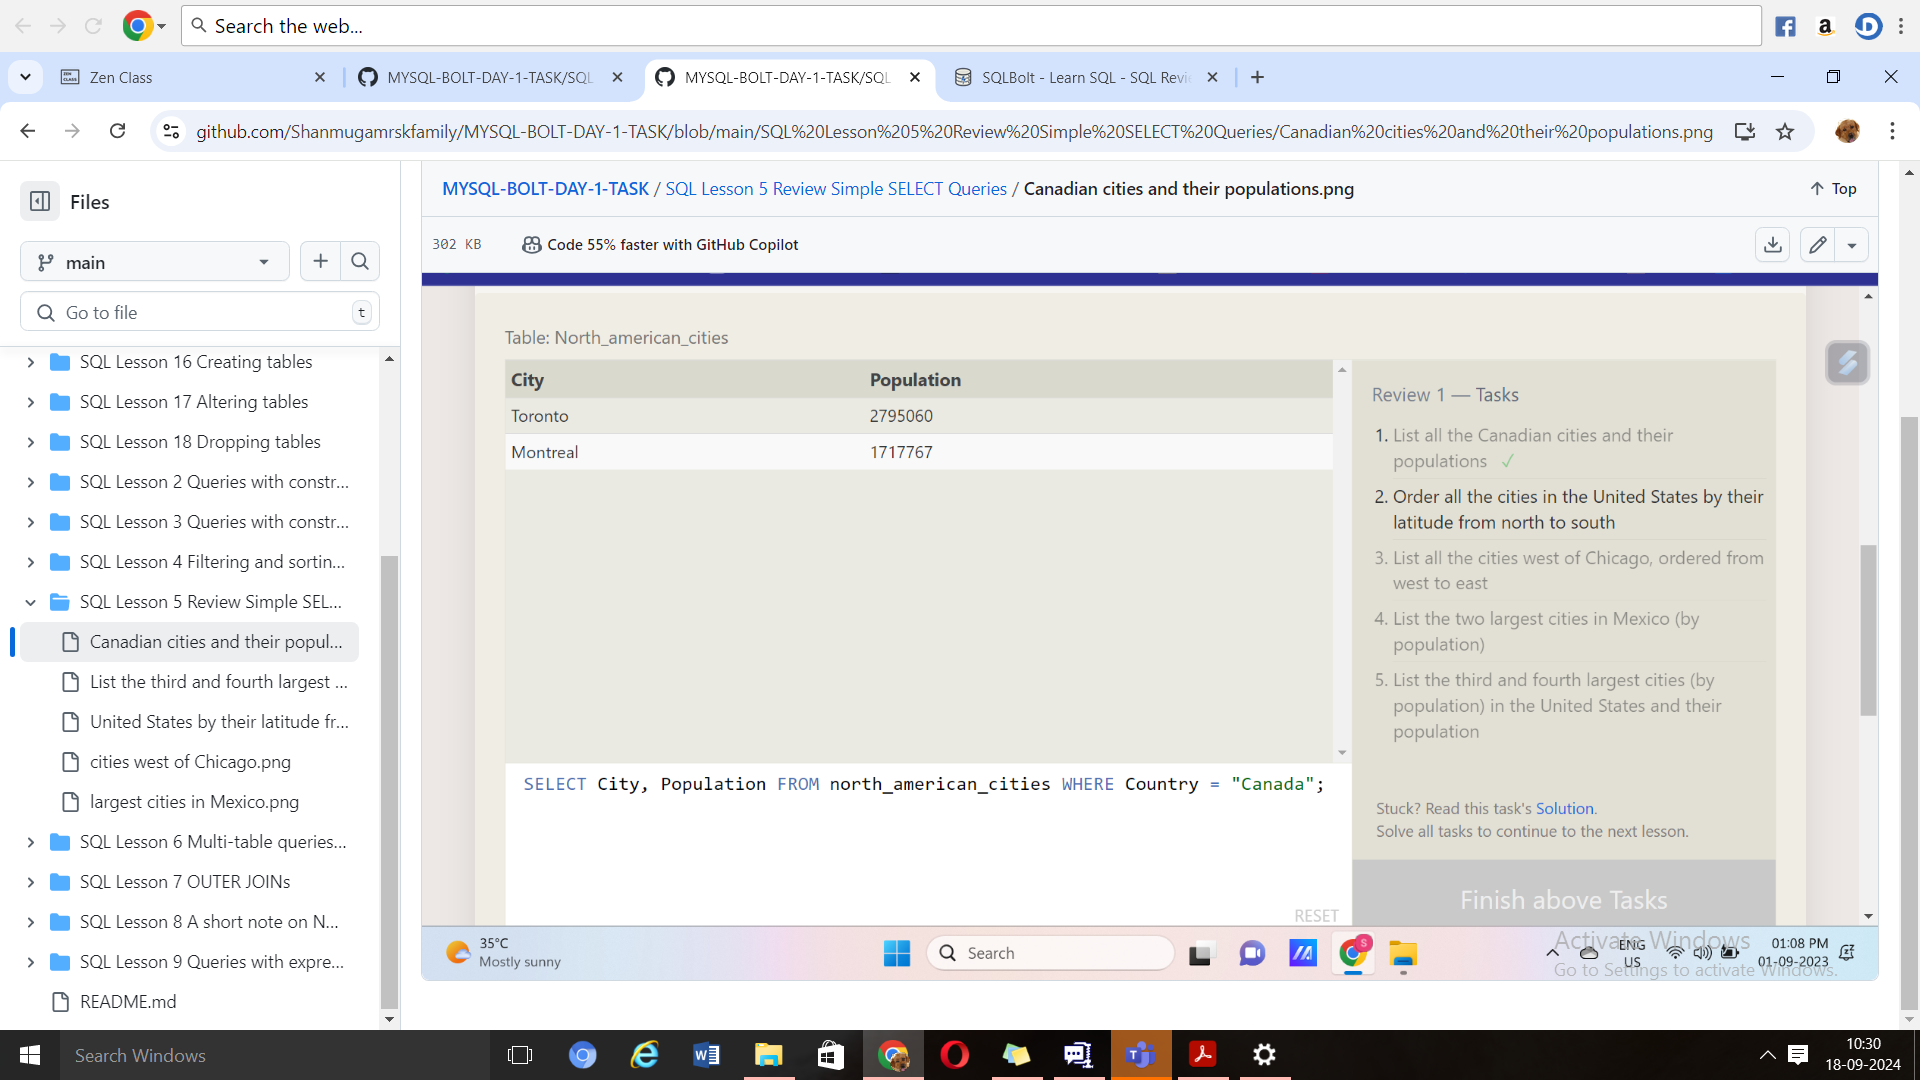 Search the web...
Zen Class
MYSQL-BOLT-DAY-1-TASK/SQL
MYSQL-BOLT-DAY-1-TASK/SQL
SQLBolt - Learn SQL - SQL Revi
github.com/Shanmugamrskfamily/MYSQL-BOLT-DAY-1-TASK/blob/main/SQL%20Lesson%205%20Review%20Simple%20SELECT%20Queries/Canadian%20cities%20and%20their%20populations.png
Files
main
Go to file
t
SQL Lesson 16 Creating tables
SQL Lesson 17 Altering tables
SQL Lesson 18 Dropping tables
SQL Lesson 2 Queries with constr...
SQL Lesson 3 Queries with constr...
SQL Lesson 4 Filtering and sortin...
SQL Lesson 5 Review Simple SEL...
Canadian cities and their popul...
List the third and fourth largest ...
United States by their latitude fr...
cities west of Chicago.png
largest cities in Mexico.png
SQL Lesson 6 Multi-table queries...
SQL Lesson 7 OUTER JOINs
SQL Lesson 8 A short note on N...
SQL Lesson 9 Queries with expre...
README.md
MYSQL-BOLT-DAY-1-TASK / SQL Lesson 5 Review Simple SELECT Queries / Canadian cities and their populations.png
Top
302 KB
Code 55% faster with GitHub Copilot
Table: North_american_cities
City Population
Toronto 2795060
Montreal 1717767
SELECT City, Population FROM north_american_cities WHERE Country = "Canada";
RESET
Review 1 — Tasks
1. List all the Canadian cities and their
populations ✓
2. Order all the cities in the United States by their
latitude from north to south
3. List all the cities west of Chicago, ordered from
west to east
4. List the two largest cities in Mexico (by
population)
5. List the third and fourth largest cities (by
population) in the United States and their
population
Stuck? Read this task's Solution.
Solve all tasks to continue to the next lesson.
Finish above Tasks
35°C
Mostly sunny
Search
S
ENG
US
01:08 PM
01-09-2023
Activate Windows
Go to Settings to activate Windows.
Search Windows
10:30
18-09-2024